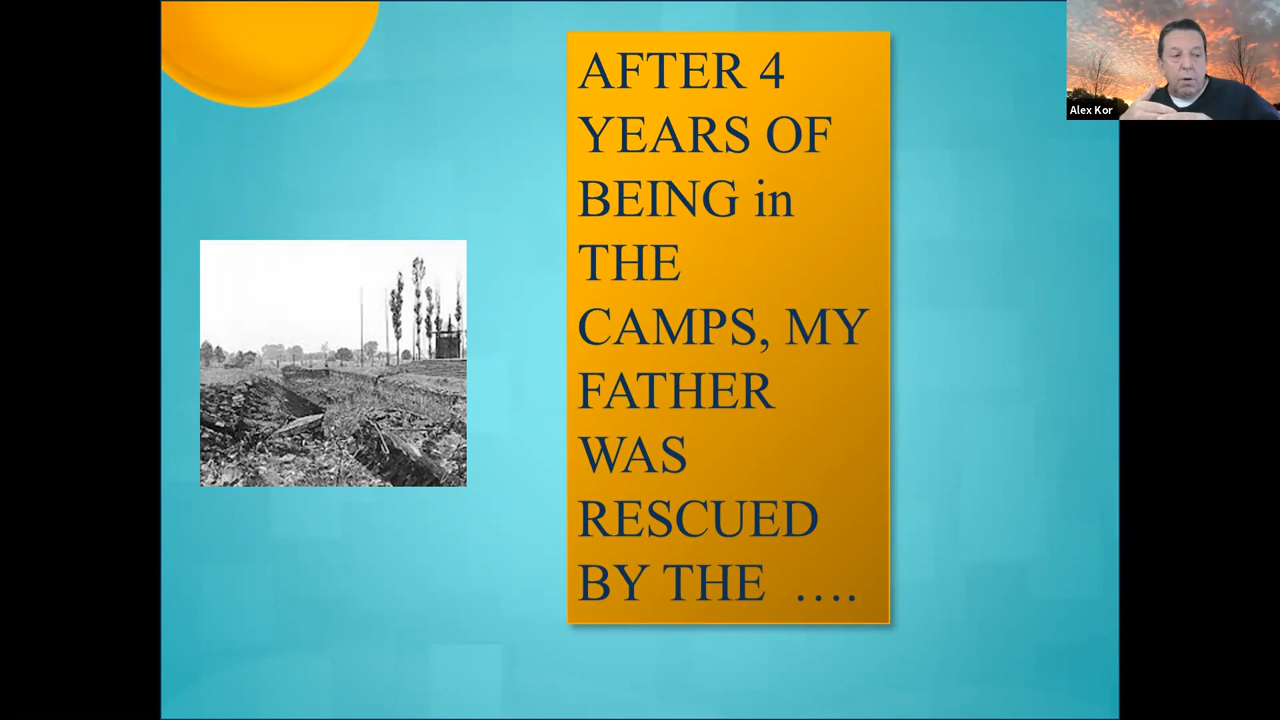 AFTER 4
YEARS OF
BEING in
THE
CAMPS, MY
FATHER
WAS
RESCUED
BY THE ….
Alex Kor